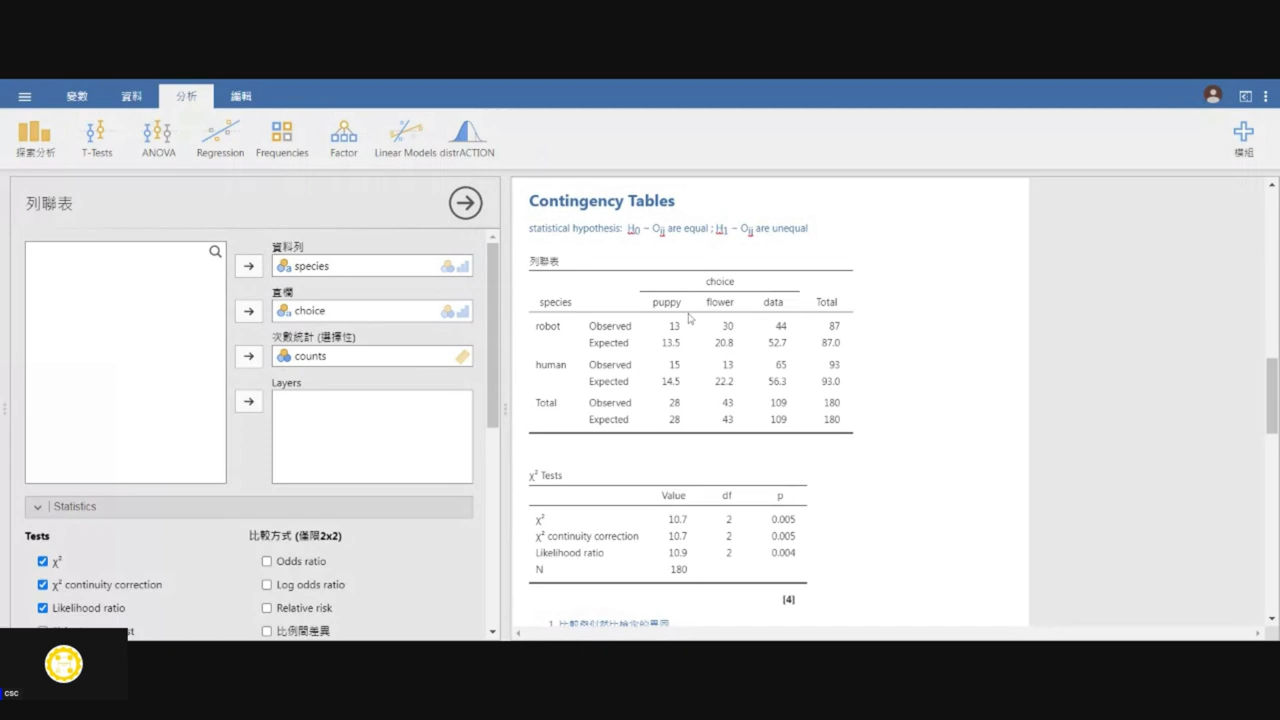 變數 資料 分析 編輯
探索分析 T-Tests ANOVA Regression Frequencies Factor Linear Models distrACTION 模組
列聯表
資料列
species
直欄
choice
次數統計 (選擇性)
counts
Layers
Statistics
Tests 比較方式 (僅限2x2)
χ² Odds ratio
χ² continuity correction Log odds ratio
Likelihood ratio Relative risk
比例間差異
Contingency Tables
statistical hypothesis: H0 ~ Oij are equal ; H1 ~ Oij are unequal
列聯表
choice
species puppy flower data Total
robot Observed 13 30 44 87
Expected 13.5 20.8 52.7 87.0
human Observed 15 13 65 93
Expected 14.5 22.2 56.3 93.0
Total Observed 28 43 109 180
Expected 28 43 109 180
χ² Tests
Value df p
χ² 10.7 2 0.005
χ² continuity correction 10.7 2 0.005
Likelihood ratio 10.9 2 0.004
N 180
[4]
csc